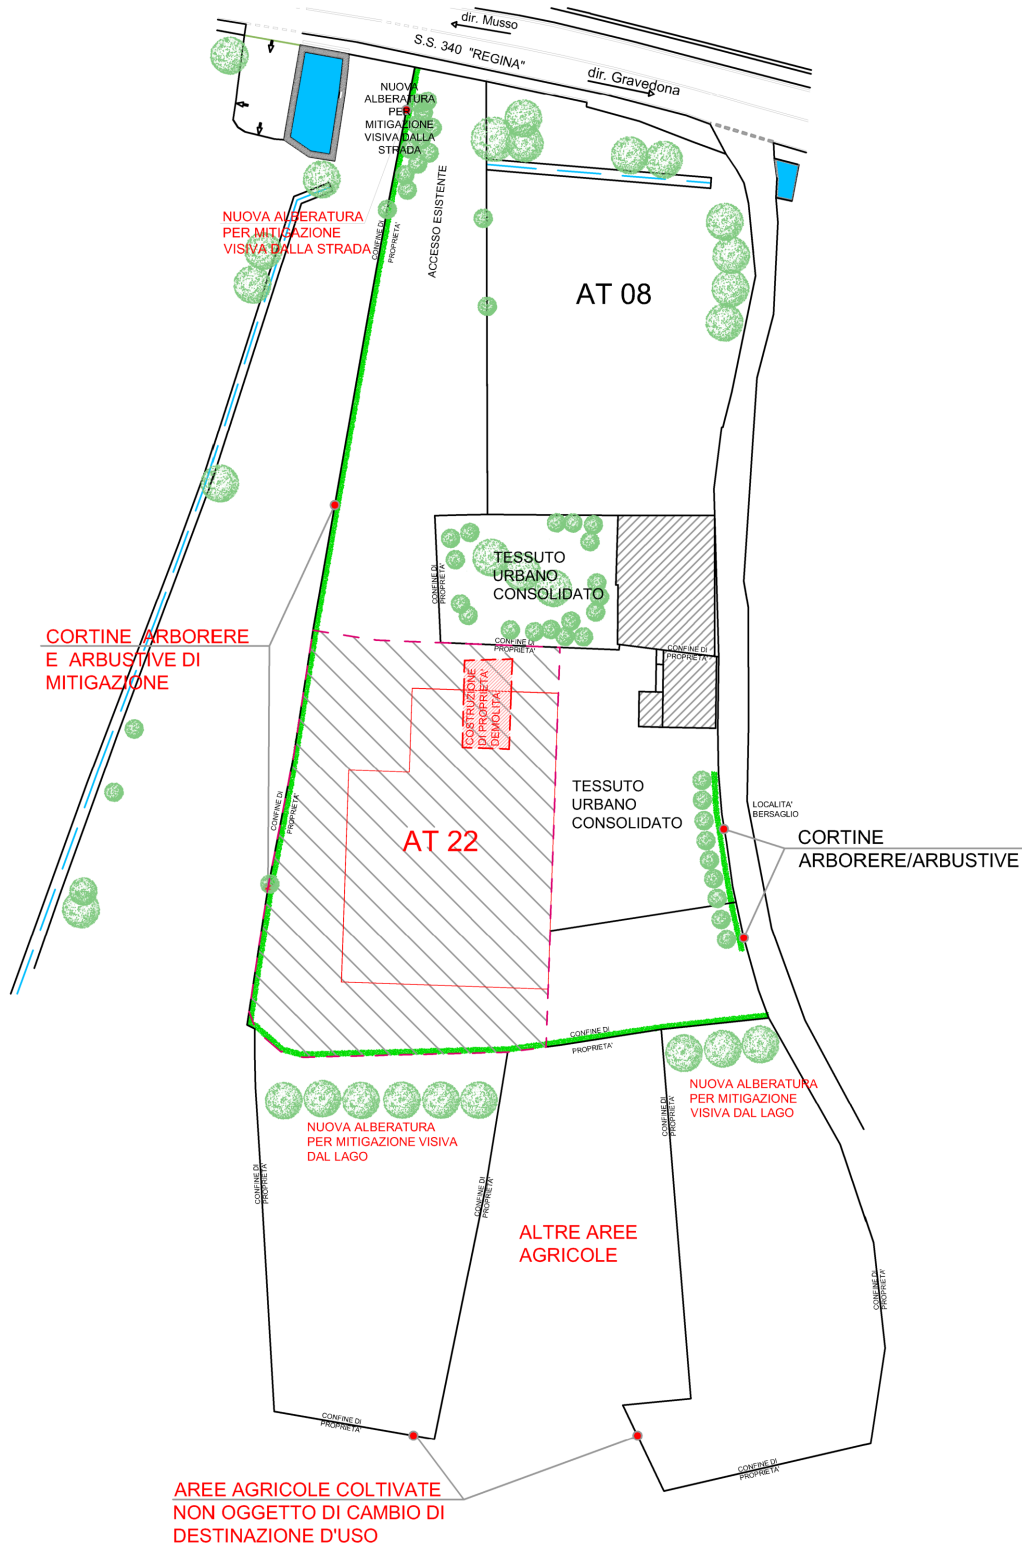 dir. Musso
S.S. 340 "REGINA"
dir. Gravedona
NUOVA
ALBERATURA
PER
MITIGAZIONE
VISIVA DALLA
STRADA
ACCESSO ESISTENTE
NUOVA ALBERATURA
PER MITIGAZIONE
VISIVA DALLA STRADA
CONFINE DI
PROPRIETA'
AT 08
TESSUTO
URBANO
CONSOLIDATO
CONFINE DI
PROPRIETA'
CONFINE DI
PROPRIETA'
CONFINE DI
PROPRIETA'
CORTINE ARBORERE
E ARBUSTIVE DI
MITIGAZIONE
COSTRUZIONE
DI PROPRIETA'
DEMOLITA'
TESSUTO
URBANO
CONSOLIDATO
LOCALITA'
BERSAGLIO
CORTINE
ARBORERE/ARBUSTIVE
CONFINE DI
PROPRIETA'
AT 22
CONFINE DI
PROPRIETA'
NUOVA ALBERATURA
PER MITIGAZIONE
VISIVA DAL LAGO
NUOVA ALBERATURA
PER MITIGAZIONE VISIVA
DAL LAGO
CONFINE DI
PROPRIETA'
CONFINE DI
PROPRIETA'
CONFINE DI
PROPRIETA'
ALTRE AREE
AGRICOLE
CONFINE DI
PROPRIETA'
CONFINE DI
PROPRIETA'
CONFINE DI
PROPRIETA'
AREE AGRICOLE COLTIVATE
NON OGGETTO DI CAMBIO DI
DESTINAZIONE D'USO